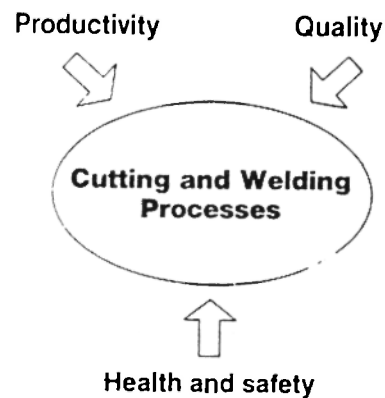 Productivity
Quality
Cutting and Welding
Processes
Health and safety